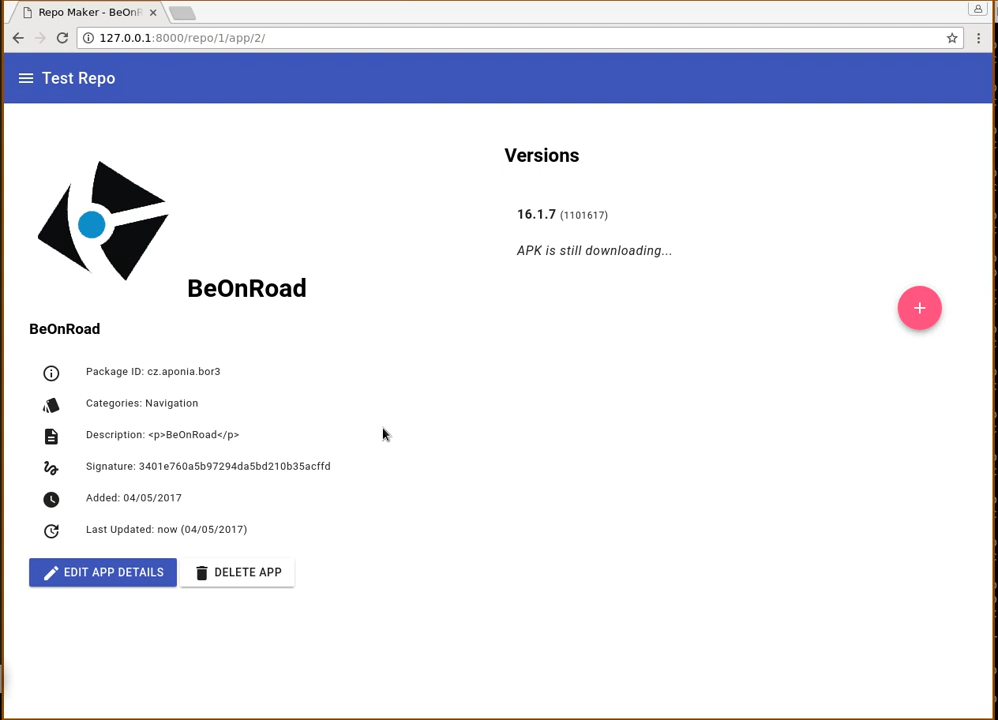 Repo Maker - BeOnR
127.0.0.1:8000/repo/1/app/2/
Test Repo
BeOnRoad
BeOnRoad
Package ID: cz.aponia.bor3
Categories: Navigation
Description: <p>BeOnRoad</p>
Signature: 3401e760a5b97294da5bd210b35acffd
Added: 04/05/2017
Last Updated: now (04/05/2017)
EDIT APP DETAILS
DELETE APP
Versions
16.1.7 (1101617)
APK is still downloading...